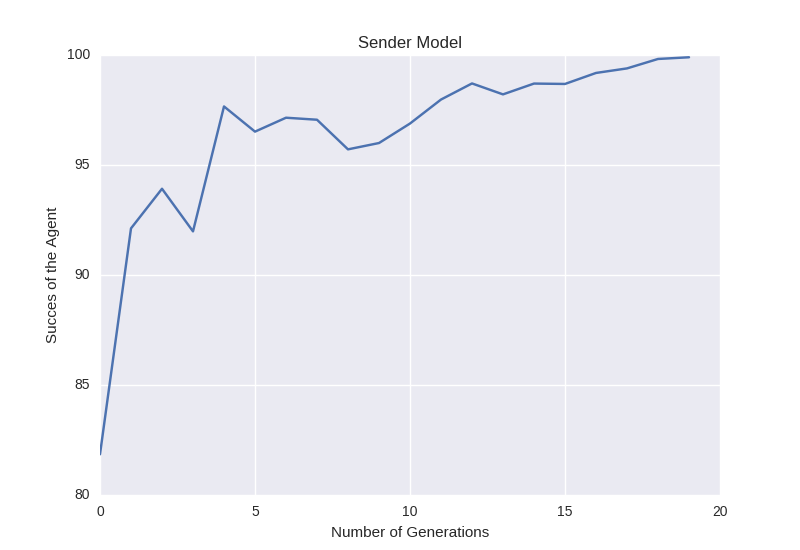 Sender Model
100
95
90
85
80
Succes of the Agent
0 5 10 15 20
Number of Generations